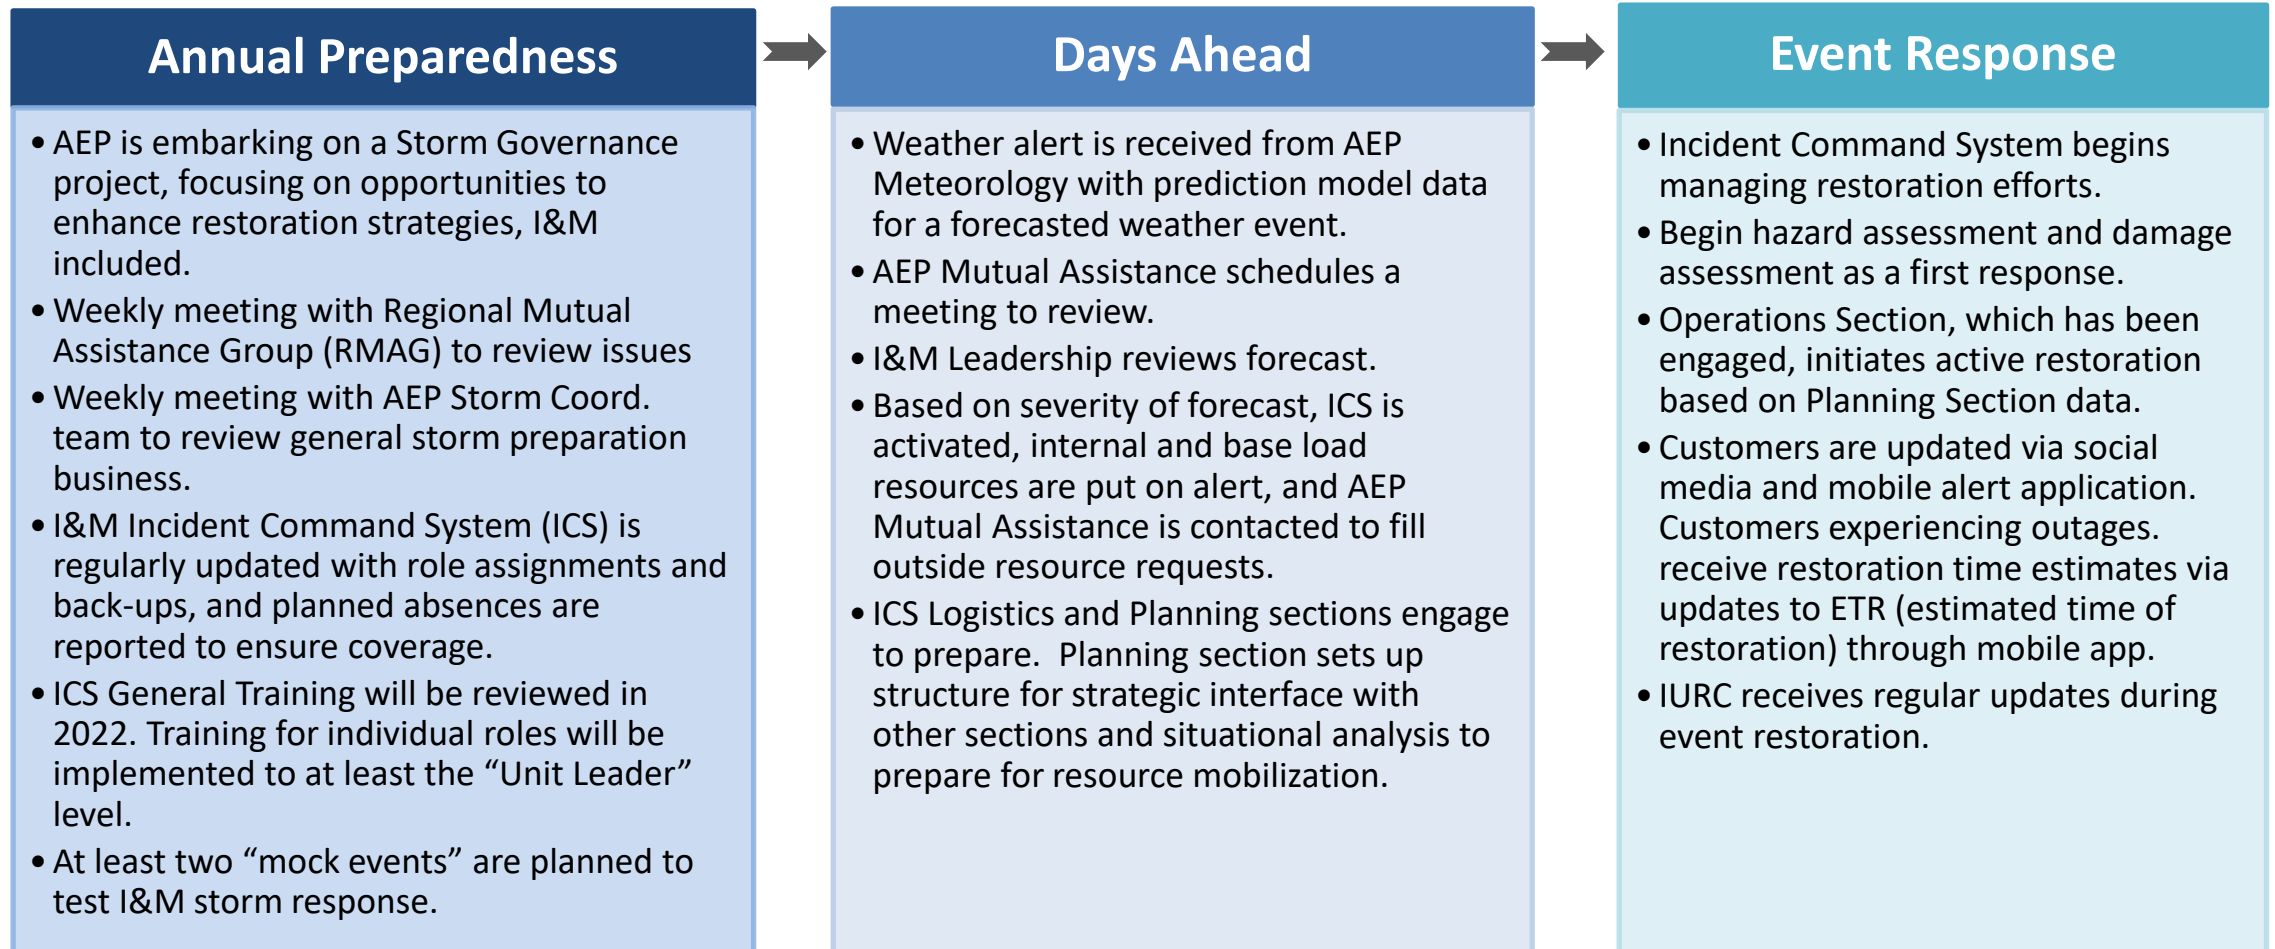 Annual Preparedness
• AEP is embarking on a Storm Governance
project, focusing on opportunities to
enhance restoration strategies, I&M
included.
• Weekly meeting with Regional Mutual
Assistance Group (RMAG) to review issues
• Weekly meeting with AEP Storm Coord.
team to review general storm preparation
business.
• I&M Incident Command System (ICS) is
regularly updated with role assignments and
back-ups, and planned absences are
reported to ensure coverage.
• ICS General Training will be reviewed in
2022. Training for individual roles will be
implemented to at least the “Unit Leader”
level.
• At least two “mock events” are planned to
test I&M storm response.
Days Ahead
• Weather alert is received from AEP
Meteorology with prediction model data
for a forecasted weather event.
• AEP Mutual Assistance schedules a
meeting to review.
• I&M Leadership reviews forecast.
• Based on severity of forecast, ICS is
activated, internal and base load
resources are put on alert, and AEP
Mutual Assistance is contacted to fill
outside resource requests.
• ICS Logistics and Planning sections engage
to prepare.  Planning section sets up
structure for strategic interface with
other sections and situational analysis to
prepare for resource mobilization.
Event Response
• Incident Command System begins
managing restoration efforts.
• Begin hazard assessment and damage
assessment as a first response.
• Operations Section, which has been
engaged, initiates active restoration
based on Planning Section data.
• Customers are updated via social
media and mobile alert application.
Customers experiencing outages.
receive restoration time estimates via
updates to ETR (estimated time of
restoration) through mobile app.
• IURC receives regular updates during
event restoration.